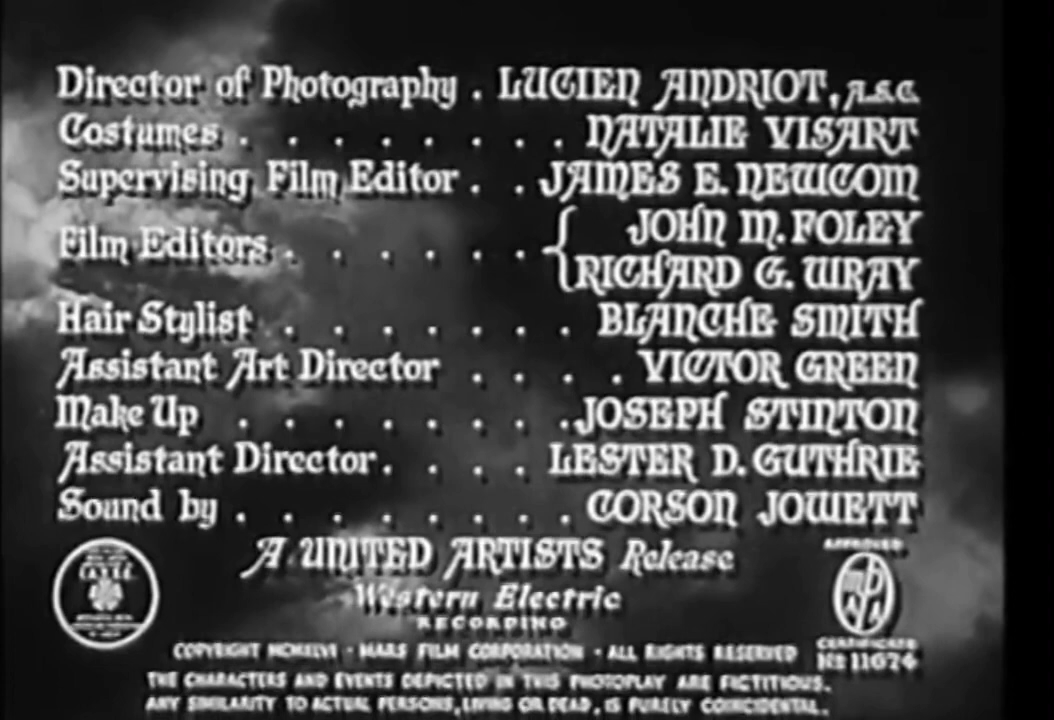 Director of Photography . LUCIEN ANDRIOT, A.S.C.
Costumes . . . . . . . . NATALIE VISART
Supervising Film Editor . . JAMES E. NEWCOM
Film Editors . . . . . . { JOHN M. FOLEY
RICHARD G. WRAY
Hair Stylist . . . . . . . BLANCHE SMITH
Assistant Art Director . . . . VICTOR GREEN
Make Up . . . . . . . . JOSEPH STINTON
Assistant Director . . . . LESTER D. GUTHRIE
Sound by . . . . . . . . CORSON JOWETT
A UNITED ARTISTS Release
Western Electric
RECORDING
I.A.T.S.E.
APPROVED
MPAA
CERTIFICATE
No 11674
COPYRIGHT MCMXLVI · MARS FILM CORPORATION · ALL RIGHTS RESERVED
THE CHARACTERS AND EVENTS DEPICTED IN THIS PHOTOPLAY ARE FICTITIOUS.
ANY SIMILARITY TO ACTUAL PERSONS, LIVING OR DEAD, IS PURELY COINCIDENTAL.